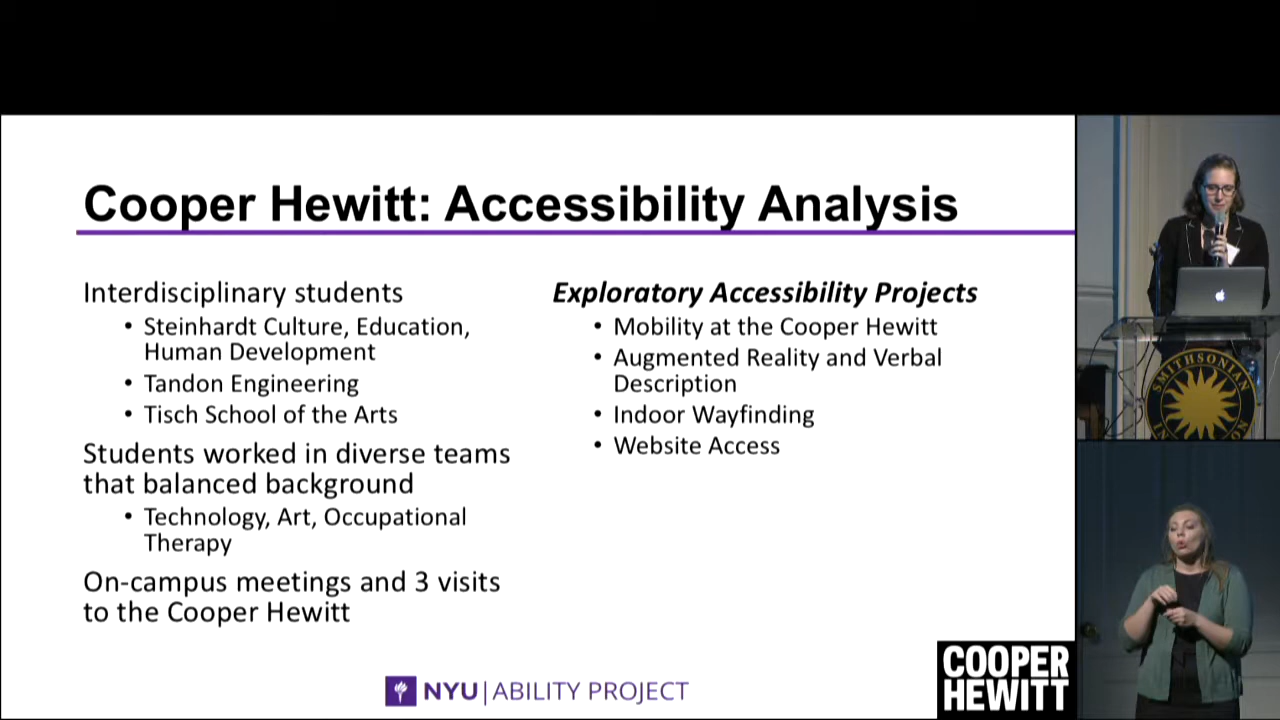 Cooper Hewitt: Accessibility Analysis
Interdisciplinary students
• Steinhardt Culture, Education,
Human Development
• Tandon Engineering
• Tisch School of the Arts
Students worked in diverse teams
that balanced background
• Technology, Art, Occupational
Therapy
On-campus meetings and 3 visits
to the Cooper Hewitt
Exploratory Accessibility Projects
• Mobility at the Cooper Hewitt
• Augmented Reality and Verbal
Description
• Indoor Wayfinding
• Website Access
NYU | ABILITY PROJECT
COOPER
HEWITT
SMITHSONIAN